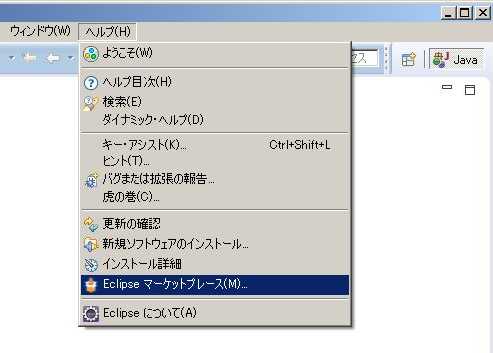 ウィンドウ(W) ヘルプ(H)
ようこそ(W)
セス Java
ヘルプ目次(H)
検索(E)
ダイナミック・ヘルプ(D)
キー・アシスト(K)... Ctrl+Shift+L
ヒント(T)...
バグまたは拡張の報告...
虎の巻(C)...
更新の確認
新規ソフトウェアのインストール...
インストール詳細
Eclipse マーケットプレース(M)...
Eclipse について(A)